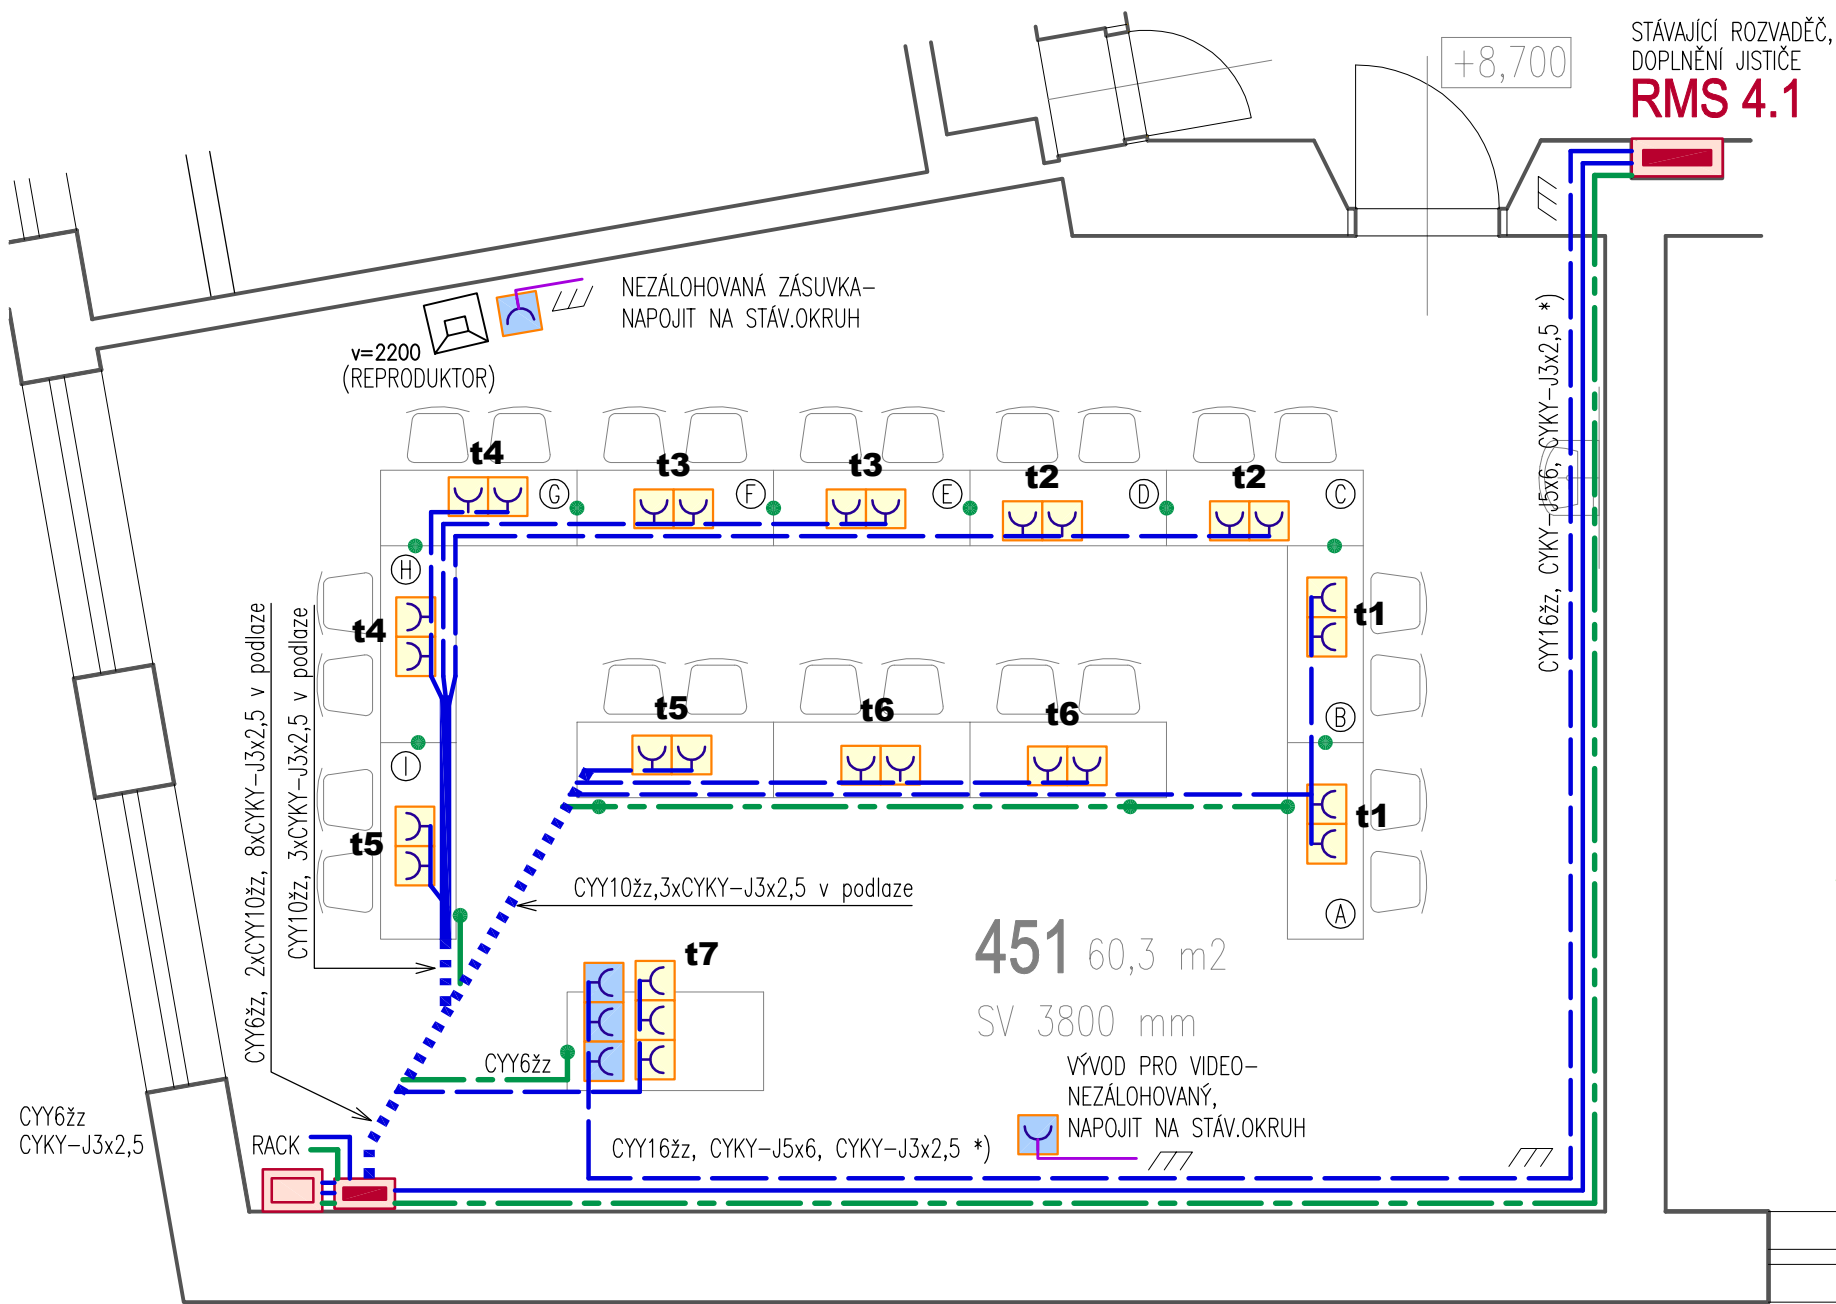 STÁVAJÍCÍ ROZVADĚČ,
DOPLNĚNÍ JISTIČE
RMS 4.1
+8,700
NEZÁLOHOVANÁ ZÁSUVKA-
NAPOJIT NA STÁV.OKRUH
v=2200
(REPRODUKTOR)
t4
t3
t3
t2
t2
G
F
E
D
C
H
t4
t1
B
I
t5
t5
t6
t6
t1
A
CYY16žz, CYKY-J5x6, CYKY-J3x2,5 *)
CYY6žz, 2xCYY10žz, 8xCYKY-J3x2,5 v podlaze
CYY10žz, 3xCYKY-J3x2,5 v podlaze
CYY10žz,3xCYKY-J3x2,5 v podlaze
451 60,3 m2
SV 3800 mm
t7
CYY6žz
VÝVOD PRO VIDEO-
NEZÁLOHOVANÝ,
NAPOJIT NA STÁV.OKRUH
CYY6žz
CYKY-J3x2,5
RACK
CYY16žz, CYKY-J5x6, CYKY-J3x2,5 *)